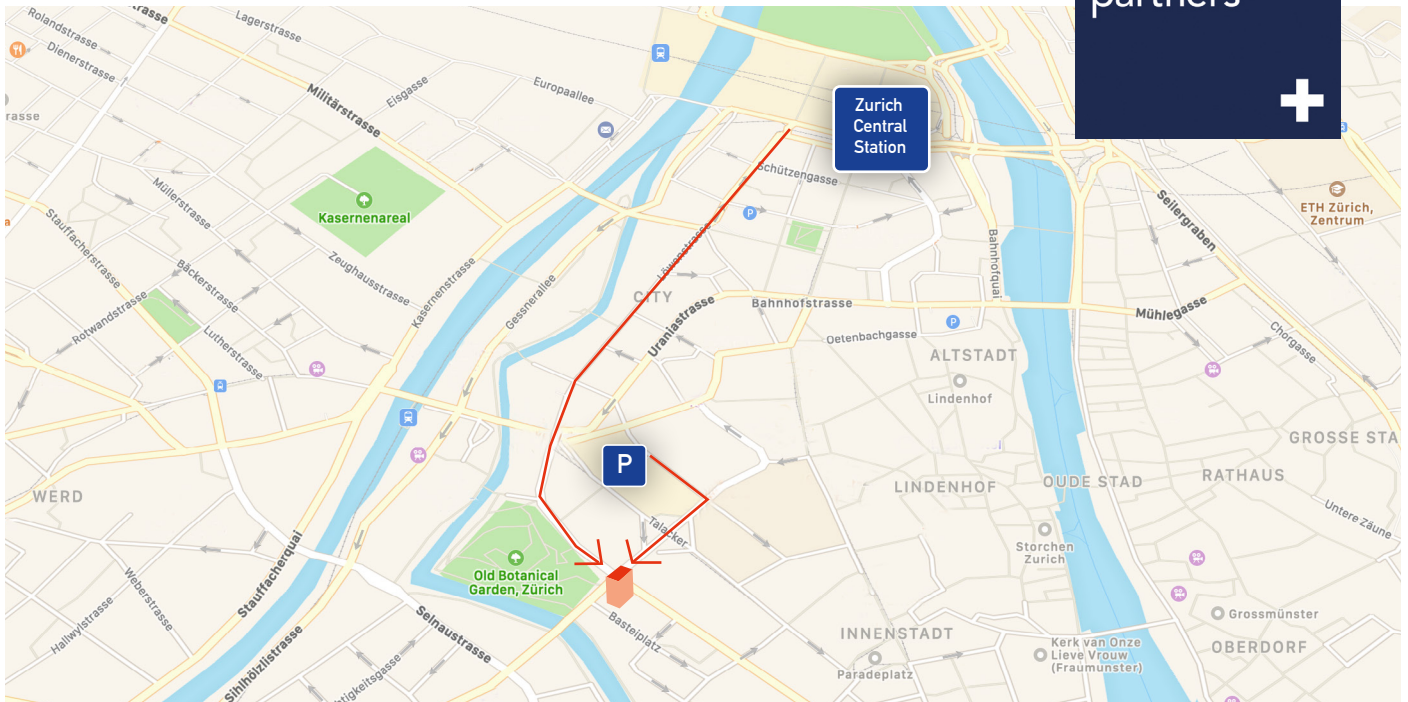 partners
Rolandstrasse
Lagerstrasse
Dienerstrasse
Eisgasse
Europaallee
Militärstrasse
Zurich
Central
Station
Schützengasse
P
Kasernenareal
Müllerstrasse
Stauffacherstrasse
Bäckerstrasse
Zeughausstrasse
Kasernenstrasse
Gessnerallee
Rotwandstrasse
Lutherstrasse
Löwenstrasse
CITY
Uraniastrasse
Bahnhofstrasse
Bahnhofquai
Seilergraben
ETH Zürich,
Zentrum
Mühlegasse
Chorgasse
P
Oetenbachgasse
ALTSTADT
Lindenhof
P
Talacker
LINDENHOF
OUDE STAD
GROSSE STA
RATHAUS
Untere Zäune
WERD
Stauffacherquai
Weberstrasse
Hallwylstrasse
Sihlhölzlistrasse
Selnaustrasse
Old Botanical
Garden, Zürich
Basteiplatz
INNENSTADT
Paradeplatz
Storchen
Zurich
Kerk van Onze
Lieve Vrouw
(Fraumunster)
Grossmünster
OBERDORF